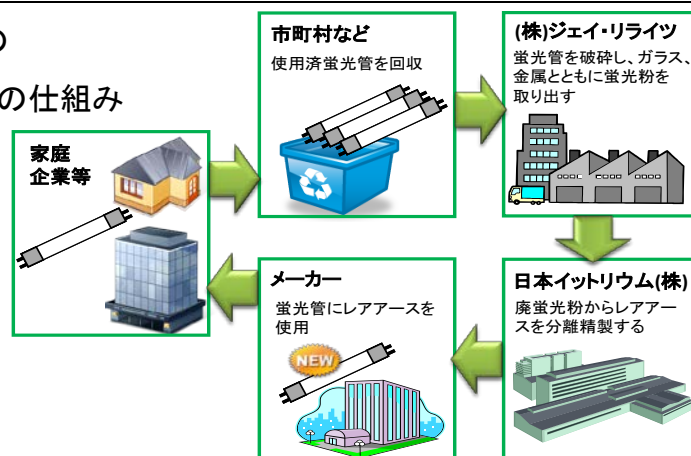 の
の仕組み
家庭
企業等
市町村など
使用済蛍光管を回収
(株)ジェイ・リライツ
蛍光管を破砕し、ガラス、
金属とともに蛍光粉を
取り出す
日本イットリウム(株)
廃蛍光粉からレアアー
スを分離精製する
メーカー
蛍光管にレアアースを
使用
NEW